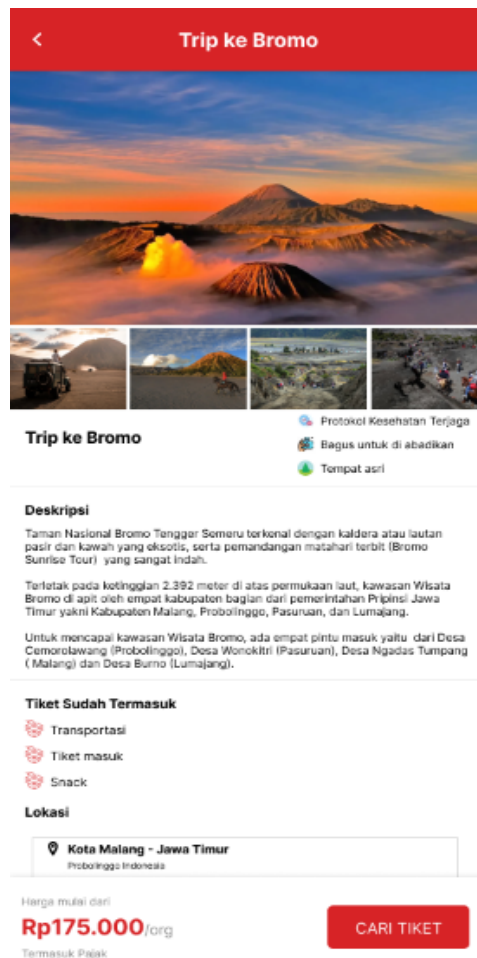 Trip ke Bromo
Trip ke Bromo
Protokol Kesehatan Terjaga
Bagus untuk di abadikan
Tempat asri
Deskripsi
Taman Nasional Bromo Tengger Semeru terkenal dengan kaldera atau lautan
pasir dan kawah yang eksotis, serta pemandangan matahari terbit (Bromo
Sunrise Tour) yang sangat indah.
Terletak pada ketinggian 2.392 meter di atas permukaan laut, kawasan Wisata
Bromo di apit oleh empat kabupaten bagian dari pemerintahan Pripinsi Jawa
Timur yakni Kabupaten Malang, Probolinggo, Pasuruan, dan Lumajang.
Untuk mencapai kawasan Wisata Bromo, ada empat pintu masuk yaitu dari Desa
Cemorolawang (Probolinggo), Desa Wonokitri (Pasuruan), Desa Ngadas Tumpang
( Malang) dan Desa Burno (Lumajang).
Tiket Sudah Termasuk
Transportasi
Tiket masuk
Snack
Lokasi
Kota Malang - Jawa Timur
Probolinggo Indonesia
Harga mulai dari
Rp175.000/org
CARI TIKET
Termasuk Pajak